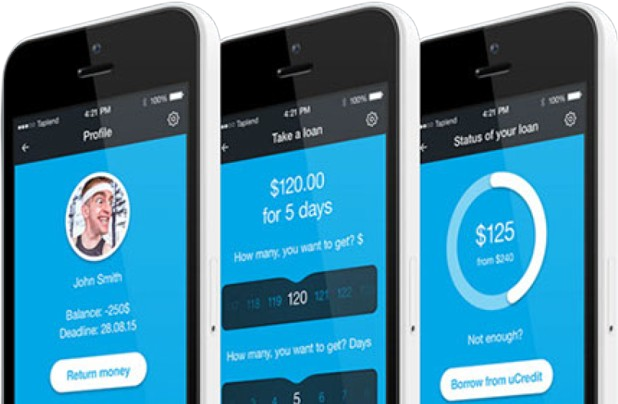 Taplend 4:21 PM 100%
Profile
John Smith
Balance: -250$
Deadline: 28.08.15
Return money
Taplend 4:21 PM 100%
Take a loan
$120.00
for 5 days
How many, you want to get? $
118 119 120 121 122
How many, you want to get? Days
3 4 5 6 7
Taplend 4:21 PM 100%
Status of your loan
$125
from $240
Not enough?
Borrow from uCredit